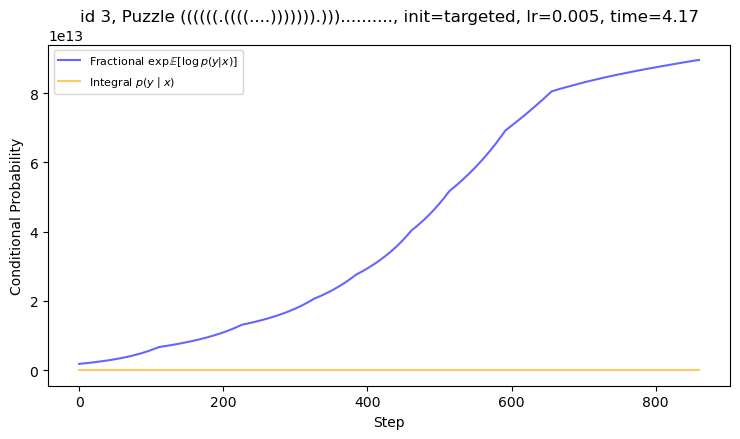 id 3, Puzzle ((((((.((((....))))))).))).........., init=targeted, lr=0.005, time=4.17
1e13
Fractional exp𝔼[log p(y|x)]
Integral p(y | x)
8
6
4
2
0
Conditional Probability
0 200 400 600 800
Step